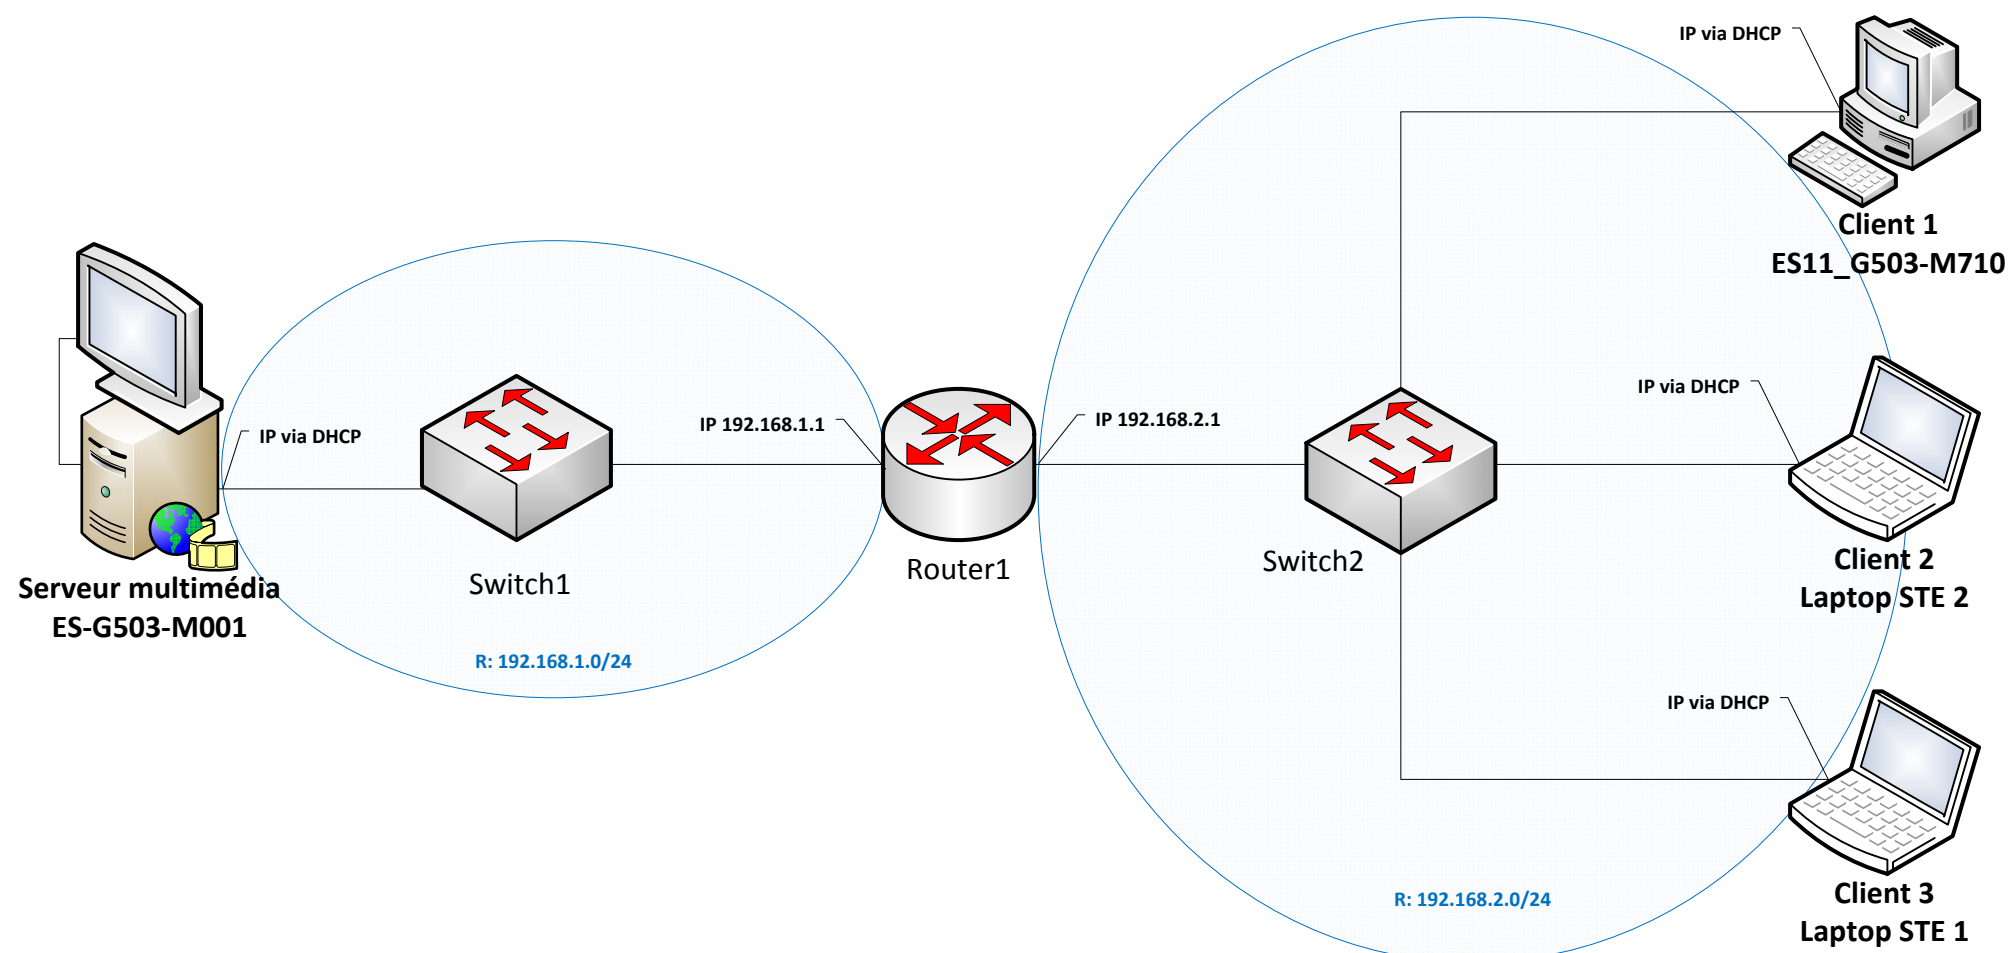 IP via DHCP
Client 1
ES11_G503-M710
IP via DHCP
IP 192.168.1.1
IP 192.168.2.1
IP via DHCP
Switch1
Router1
Switch2
Serveur multimédia
ES-G503-M001
Client 2
Laptop STE 2
R: 192.168.1.0/24
IP via DHCP
R: 192.168.2.0/24
Client 3
Laptop STE 1